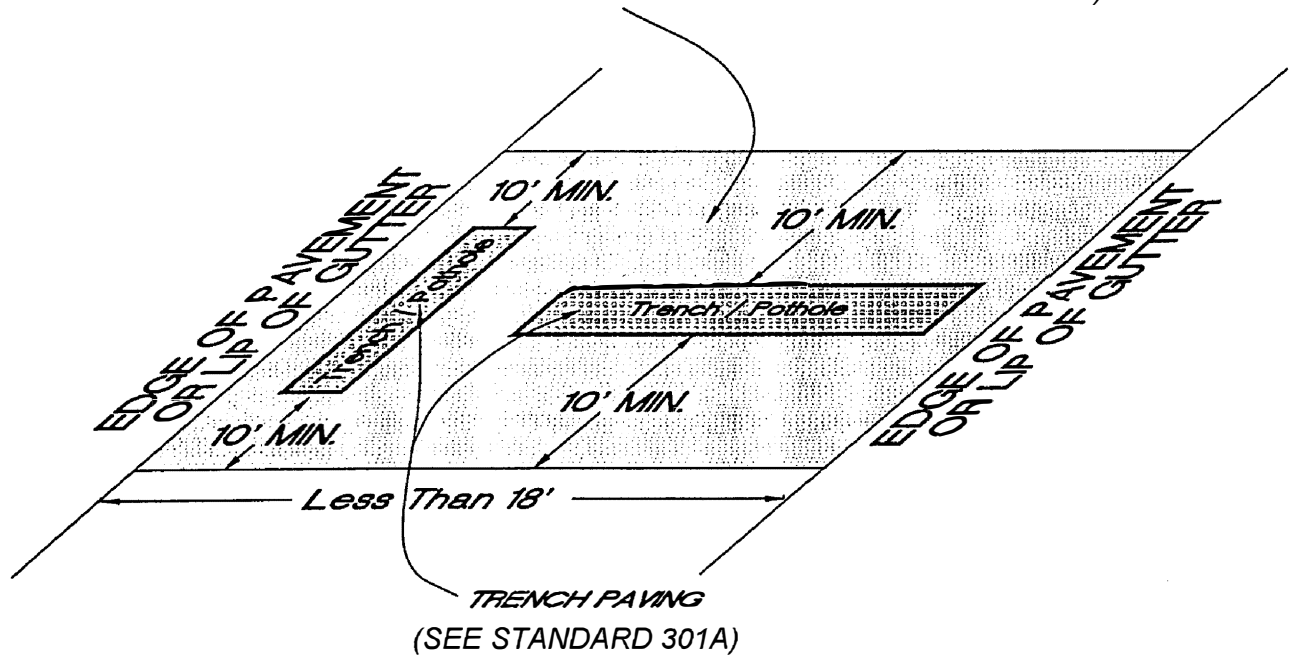 10' MIN.
10' MIN.
EDGE OF PAVEMENT
OR LIP OF GUTTER
Trench / Pothole
Trench / Pothole
EDGE OF PAVEMENT
OR LIP OF GUTTER
10' MIN.
10' MIN.
Less Than 18'
TRENCH PAVING
(SEE STANDARD 301A)